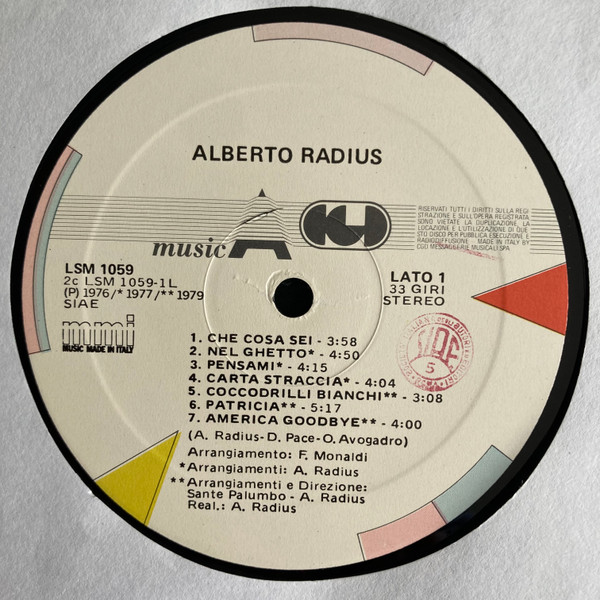 ALBERTO RADIUS
music A
CGD
RISERVATI TUTTI I DIRITTI SULLA REGI
STRAZIONE E SULL'OPERA REGISTRATA
SONO VIETATE LA DUPLICAZIONE, LA
LOCAZIONE E L'UTILIZZAZIONE DI QUE
STO DISCO PER PUBBLICA ESECUZIONE E
RADIODIFFUSIONE MADE IN ITALY BY
CGD MESSAGGERIE MUSICALI SPA
LSM 1059
2c LSM 1059-1L
(P) 1976/* 1977/** 1979
SIAE
mmi
MUSIC MADE IN ITALY
LATO 1
33 GIRI
STEREO
SIAE
5
1. CHE COSA SEI - 3:58
2. NEL GHETTO* - 4:50
3. PENSAMI* - 4:15
4. CARTA STRACCIA* - 4:04
5. COCCODRILLI BIANCHI** - 3:08
6. PATRICIA** - 5:17
7. AMERICA GOODBYE** - 4:00
(A. Radius-D. Pace-O. Avogadro)
Arrangiamento: F. Monaldi
*Arrangiamenti: A. Radius
**Arrangiamenti e Direzione:
Sante Palumbo - A. Radius
Real.: A. Radius